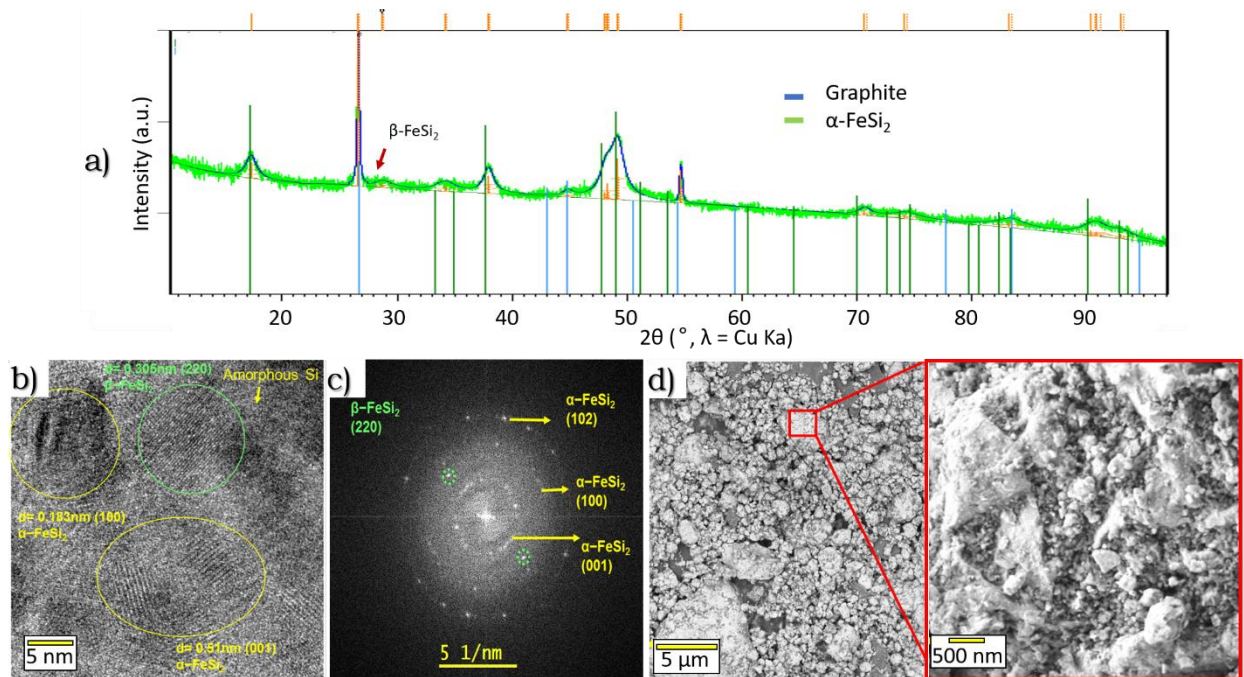 a)
Intensity (a.u.)
β-FeSi2
Graphite
α-FeSi2
20 30 40 50 60 70 80 90
2θ (°, λ = Cu Ka)
b)
d= 0.305nm (220)
β-FeSi2
Amorphous Si
d= 0.183nm (100)
α-FeSi2
d= 0.51nm (001)
α-FeSi2
5 nm
c)
β-FeSi2
(220)
α-FeSi2
(102)
α-FeSi2
(100)
α-FeSi2
(001)
5 1/nm
d)
5 µm
500 nm